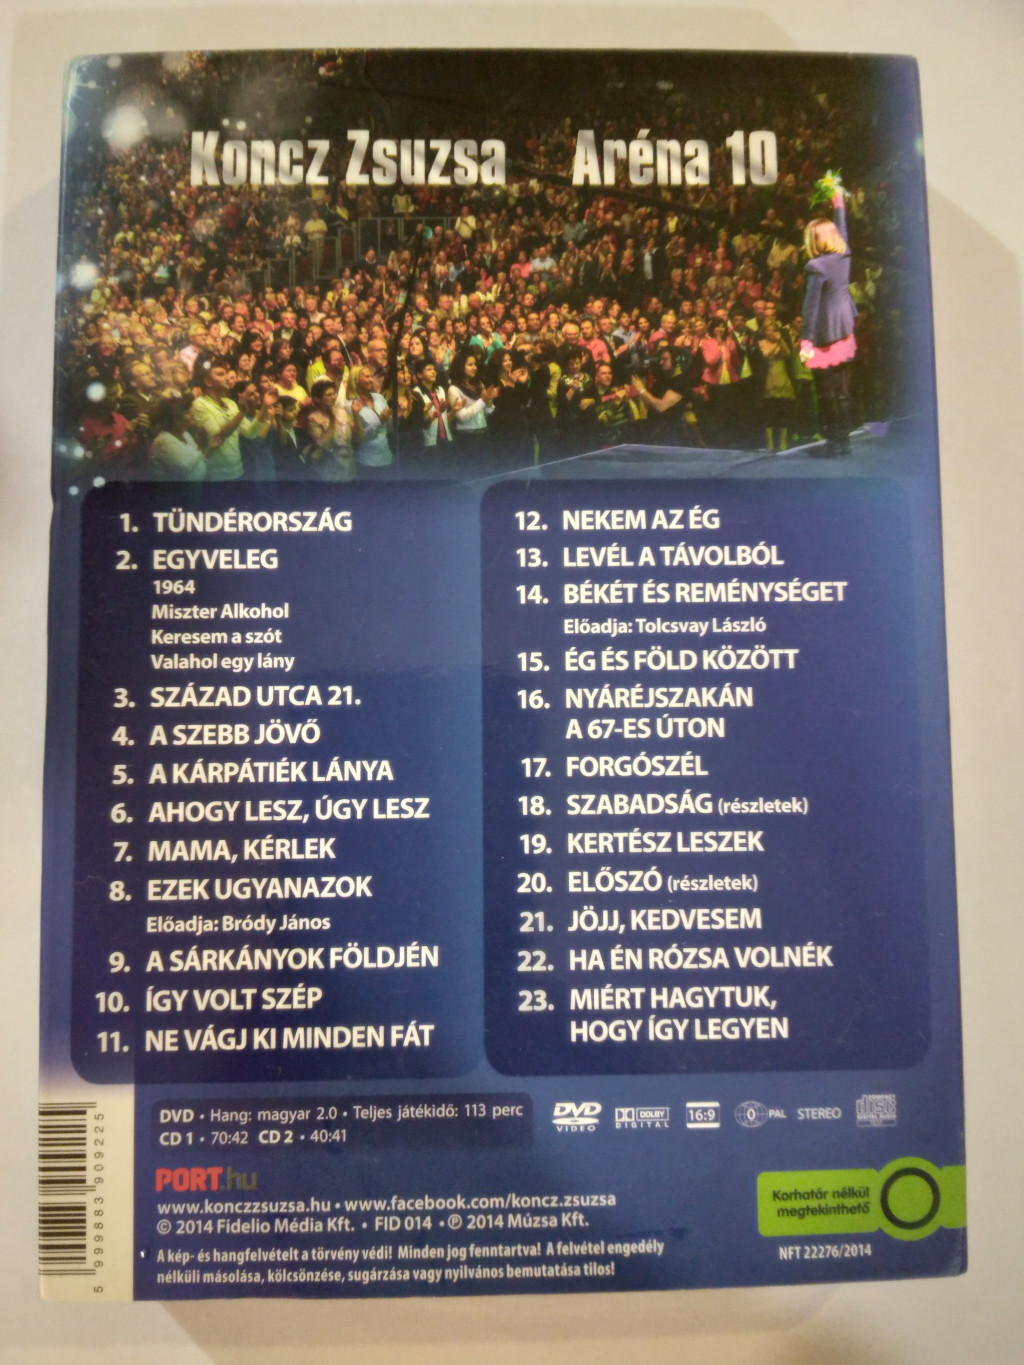 Koncz Zsuzsa Aréna 10
1. TÜNDÉRORSZÁG
2. EGYVELEG
1964
Miszter Alkohol
Keresem a szót
Valahol egy lány
3. SZÁZAD UTCA 21.
4. A SZEBB JÖVŐ
5. A KÁRPÁTIÉK LÁNYA
6. AHOGY LESZ, ÚGY LESZ
7. MAMA, KÉRLEK
8. EZEK UGYANAZOK
Előadja: Bródy János
9. A SÁRKÁNYOK FÖLDJÉN
10. ÍGY VOLT SZÉP
11. NE VÁGJ KI MINDEN FÁT
12. NEKEM AZ ÉG
13. LEVÉL A TÁVOLBÓL
14. BÉKÉT ÉS REMÉNYSÉGET
Előadja: Tolcsvay László
15. ÉG ÉS FÖLD KÖZÖTT
16. NYÁRÉJSZAKÁN
A 67-ES ÚTON
17. FORGÓSZÉL
18. SZABADSÁG (részletek)
19. KERTÉSZ LESZEK
20. ELŐSZÓ (részletek)
21. JÖJJ, KEDVESEM
22. HA ÉN RÓZSA VOLNÉK
23. MIÉRT HAGYTUK,
HOGY ÍGY LEGYEN
DVD • Hang: magyar 2.0 • Teljes játékidő: 113 perc
CD 1 • 70:42 CD 2 • 40:41
DVD VIDEO
DOLBY DIGITAL
16:9
0 PAL
STEREO
COMPACT disc DIGITAL AUDIO
PORT.hu
www.konczzsuzsa.hu • www.facebook.com/koncz.zsuzsa
© 2014 Fidelio Média Kft. • FID 014 • ℗ 2014 Múzsa Kft.
A kép- és hangfelvételt a törvény védi! Minden jog fenntartva! A felvétel engedély
nélküli másolása, kölcsönzése, sugárzása vagy nyilvános bemutatása tilos!
Korhatár nélkül
megtekinthető
NFT 22276/2014
5 999883 909225